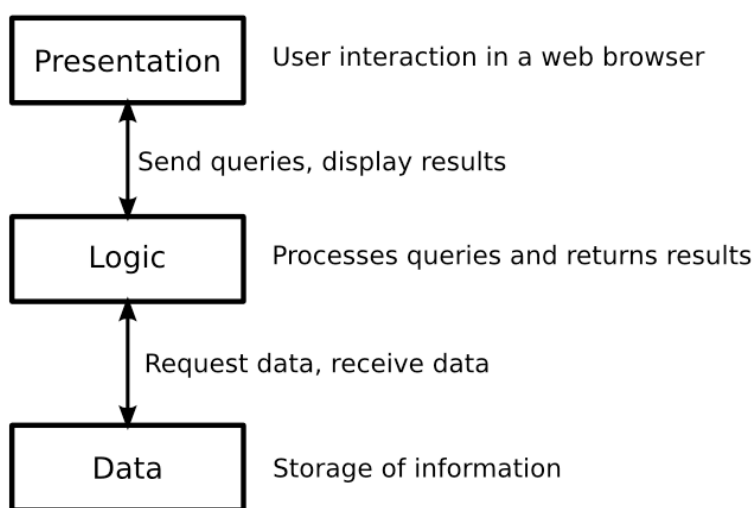 Presentation
User interaction in a web browser
Send queries, display results
Logic
Processes queries and returns results
Request data, receive data
Data
Storage of information